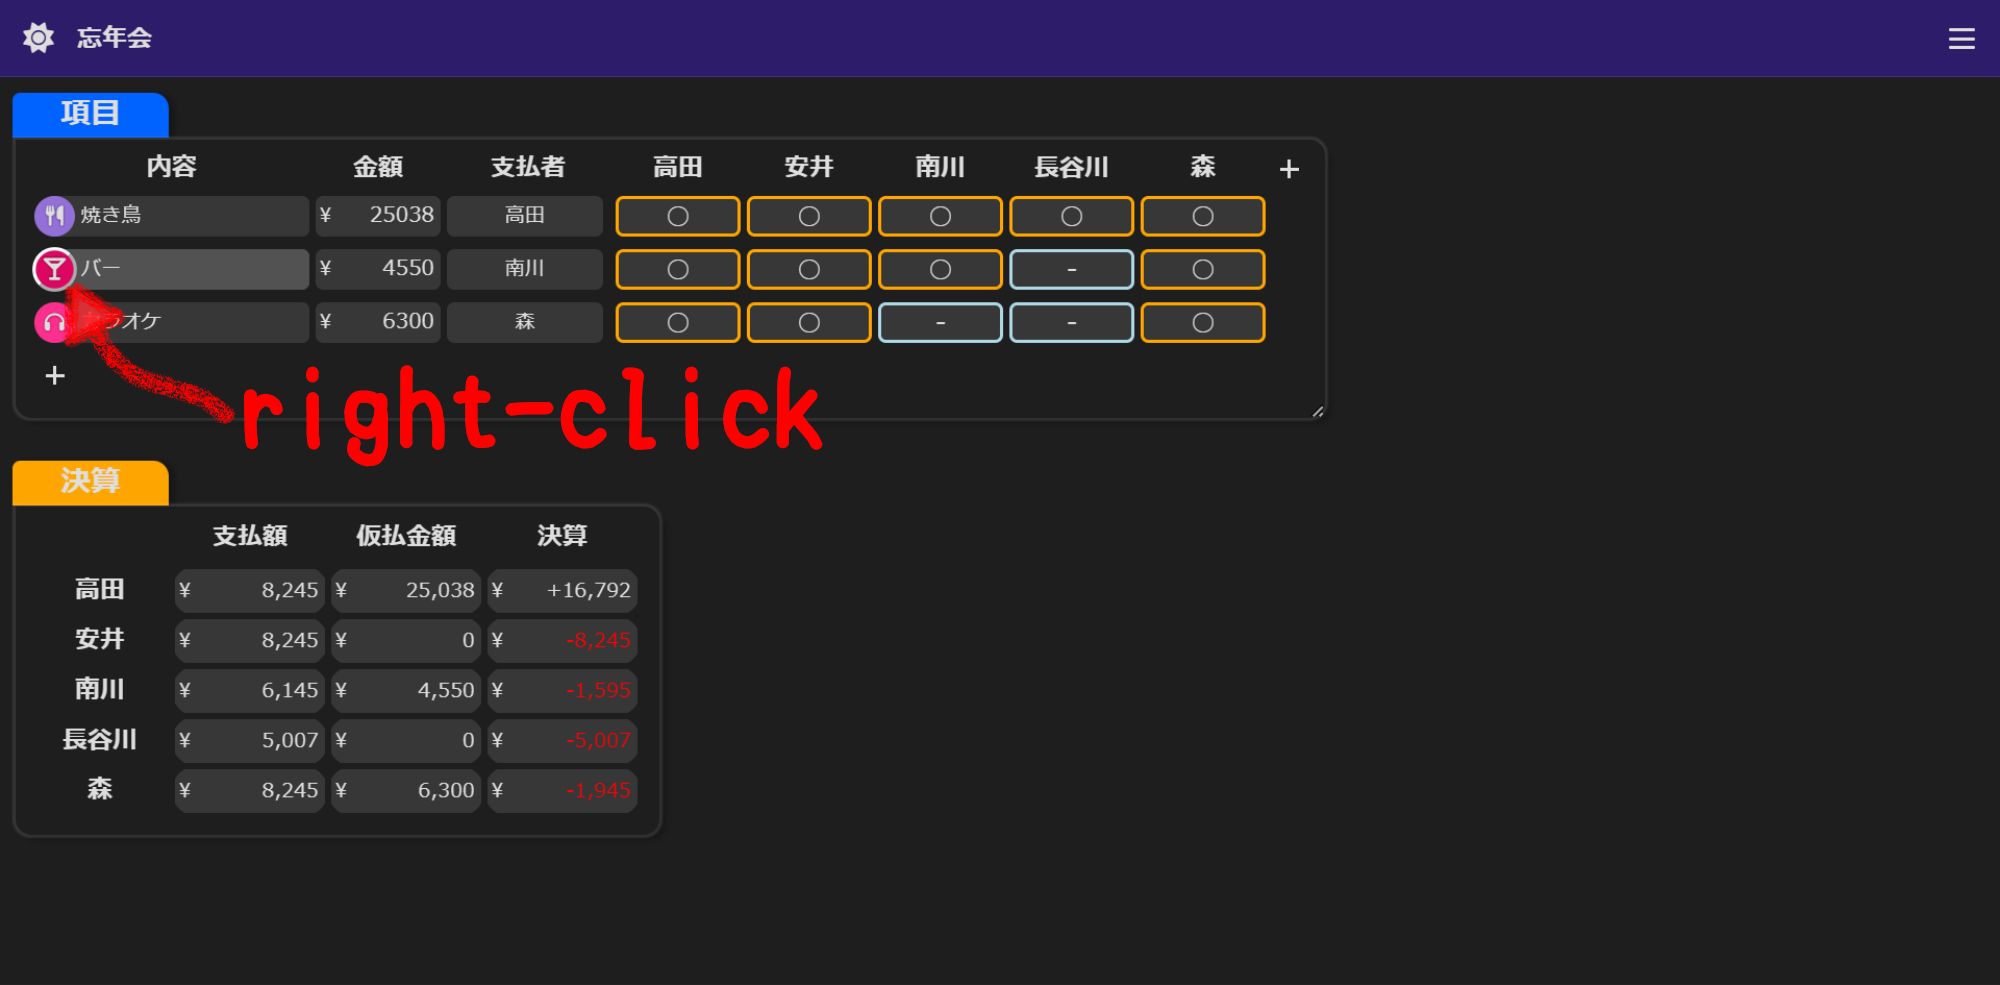 忘年会
項目
内容 金額 支払者 高田 安井 南川 長谷川 森 +
焼き鳥 ¥ 25038 高田 ○ ○ ○ ○ ○
バー ¥ 4550 南川 ○ ○ ○ - ○
カラオケ ¥ 6300 森 ○ ○ - - ○
+
right-click
決算
支払額 仮払金額 決算
高田 ¥ 8,245 ¥ 25,038 ¥ +16,792
安井 ¥ 8,245 ¥ 0 ¥ -8,245
南川 ¥ 6,145 ¥ 4,550 ¥ -1,595
長谷川 ¥ 5,007 ¥ 0 ¥ -5,007
森 ¥ 8,245 ¥ 6,300 ¥ -1,945